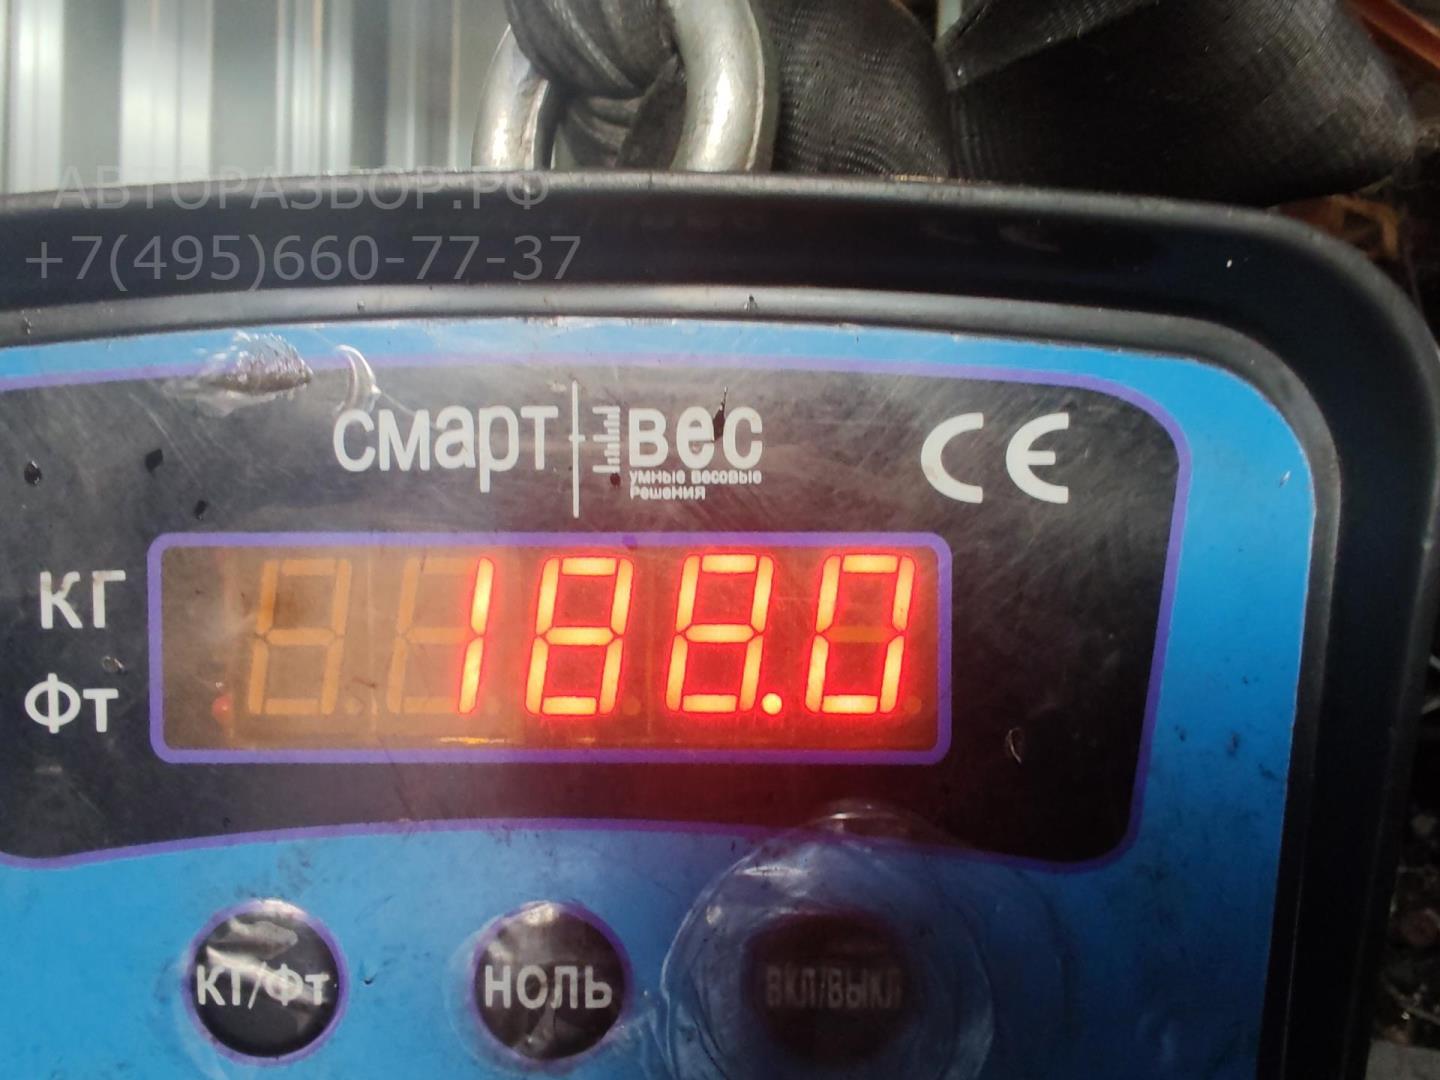 АВТОРАЗБОР.РФ
+7(495)660-77-37
смарт вес
умные весовые
решения
CE
188.0
КГ
Фт
КГ/Фт НОЛЬ ВКЛ/ВЫКЛ